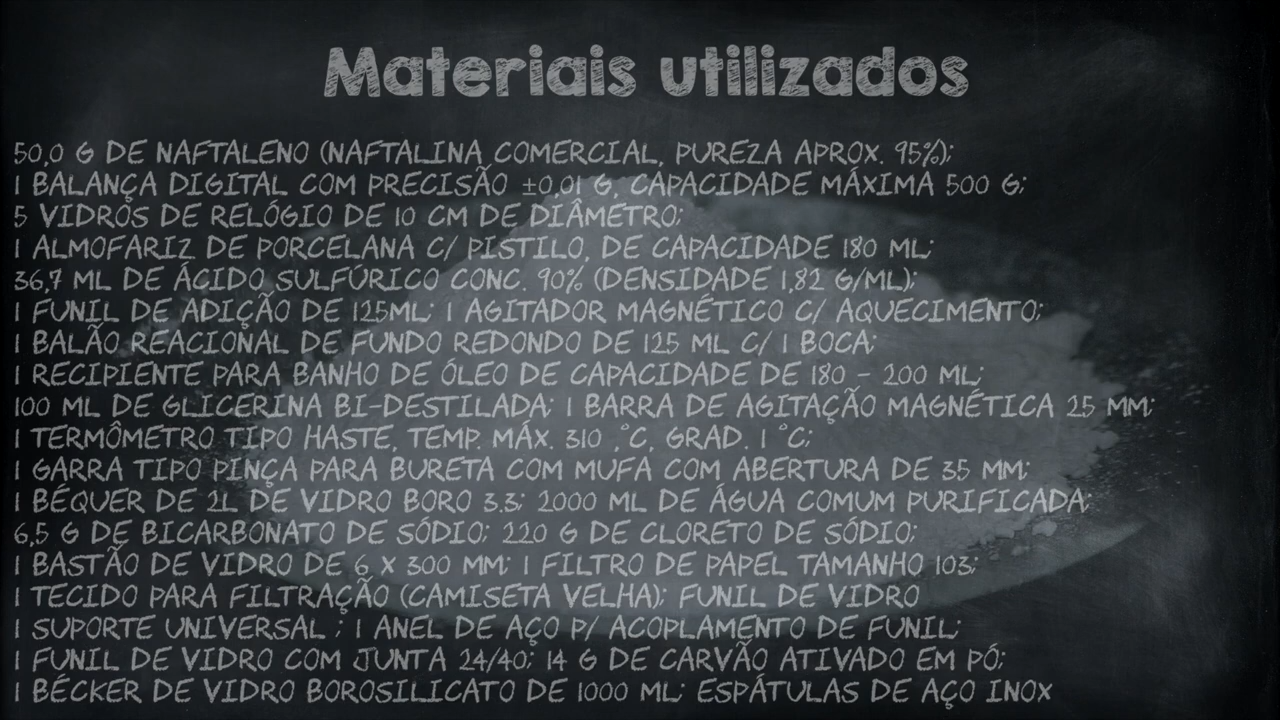 Materiais utilizados
50,0 G DE NAFTALENO (NAFTALINA COMERCIAL, PUREZA APROX. 95%);
1 BALANÇA DIGITAL COM PRECISÃO ±0,01 G, CAPACIDADE MÁXIMA 500 G;
5 VIDROS DE RELÓGIO DE 10 CM DE DIÂMETRO;
1 ALMOFARIZ DE PORCELANA C/ PISTILO, DE CAPACIDADE 180 ML;
36,7 ML DE ÁCIDO SULFÚRICO CONC. 90% (DENSIDADE 1,82 G/ML);
1 FUNIL DE ADIÇÃO DE 125ML; 1 AGITADOR MAGNÉTICO C/ AQUECIMENTO;
1 BALÃO REACIONAL DE FUNDO REDONDO DE 125 ML C/ 1 BOCA;
1 RECIPIENTE PARA BANHO DE ÓLEO DE CAPACIDADE DE 180 - 200 ML;
100 ML DE GLICERINA BI-DESTILADA; 1 BARRA DE AGITAÇÃO MAGNÉTICA 25 MM;
1 TERMÔMETRO TIPO HASTE, TEMP. MÁX. 310 °C, GRAD. 1 °C;
1 GARRA TIPO PINÇA PARA BURETA COM MUFA COM ABERTURA DE 35 MM;
1 BÉQUER DE 2L DE VIDRO BORO 3.3; 2000 ML DE ÁGUA COMUM PURIFICADA;
6,5 G DE BICARBONATO DE SÓDIO; 220 G DE CLORETO DE SÓDIO;
1 BASTÃO DE VIDRO DE 6 X 300 MM; 1 FILTRO DE PAPEL TAMANHO 103;
1 TECIDO PARA FILTRAÇÃO (CAMISETA VELHA); FUNIL DE VIDRO
1 SUPORTE UNIVERSAL ; 1 ANEL DE AÇO P/ ACOPLAMENTO DE FUNIL;
1 FUNIL DE VIDRO COM JUNTA 24/40; 14 G DE CARVÃO ATIVADO EM PÓ;
1 BÉCKER DE VIDRO BOROSILICATO DE 1000 ML; ESPÁTULAS DE AÇO INOX